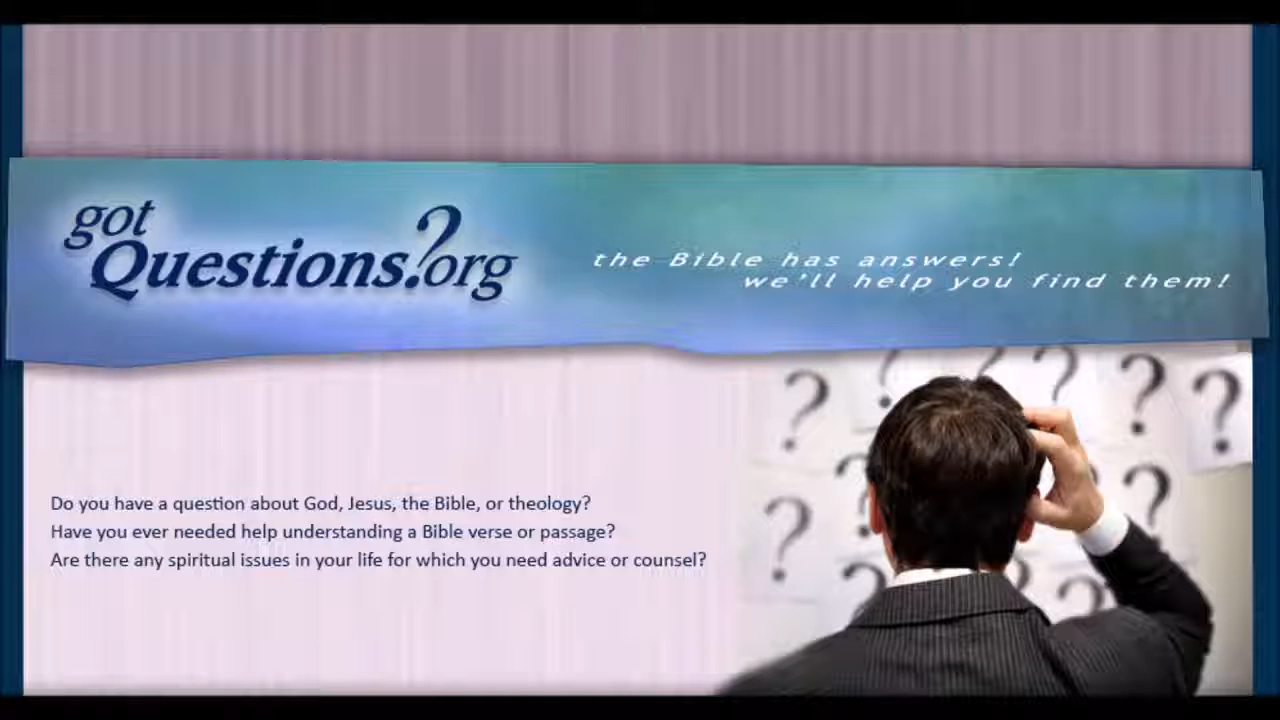 got
Questions?org
the Bible has answers!
we'll help you find them!
Do you have a question about God, Jesus, the Bible, or theology?
Have you ever needed help understanding a Bible verse or passage?
Are there any spiritual issues in your life for which you need advice or counsel?
? ? ? ? ?
? ?
? ? ?